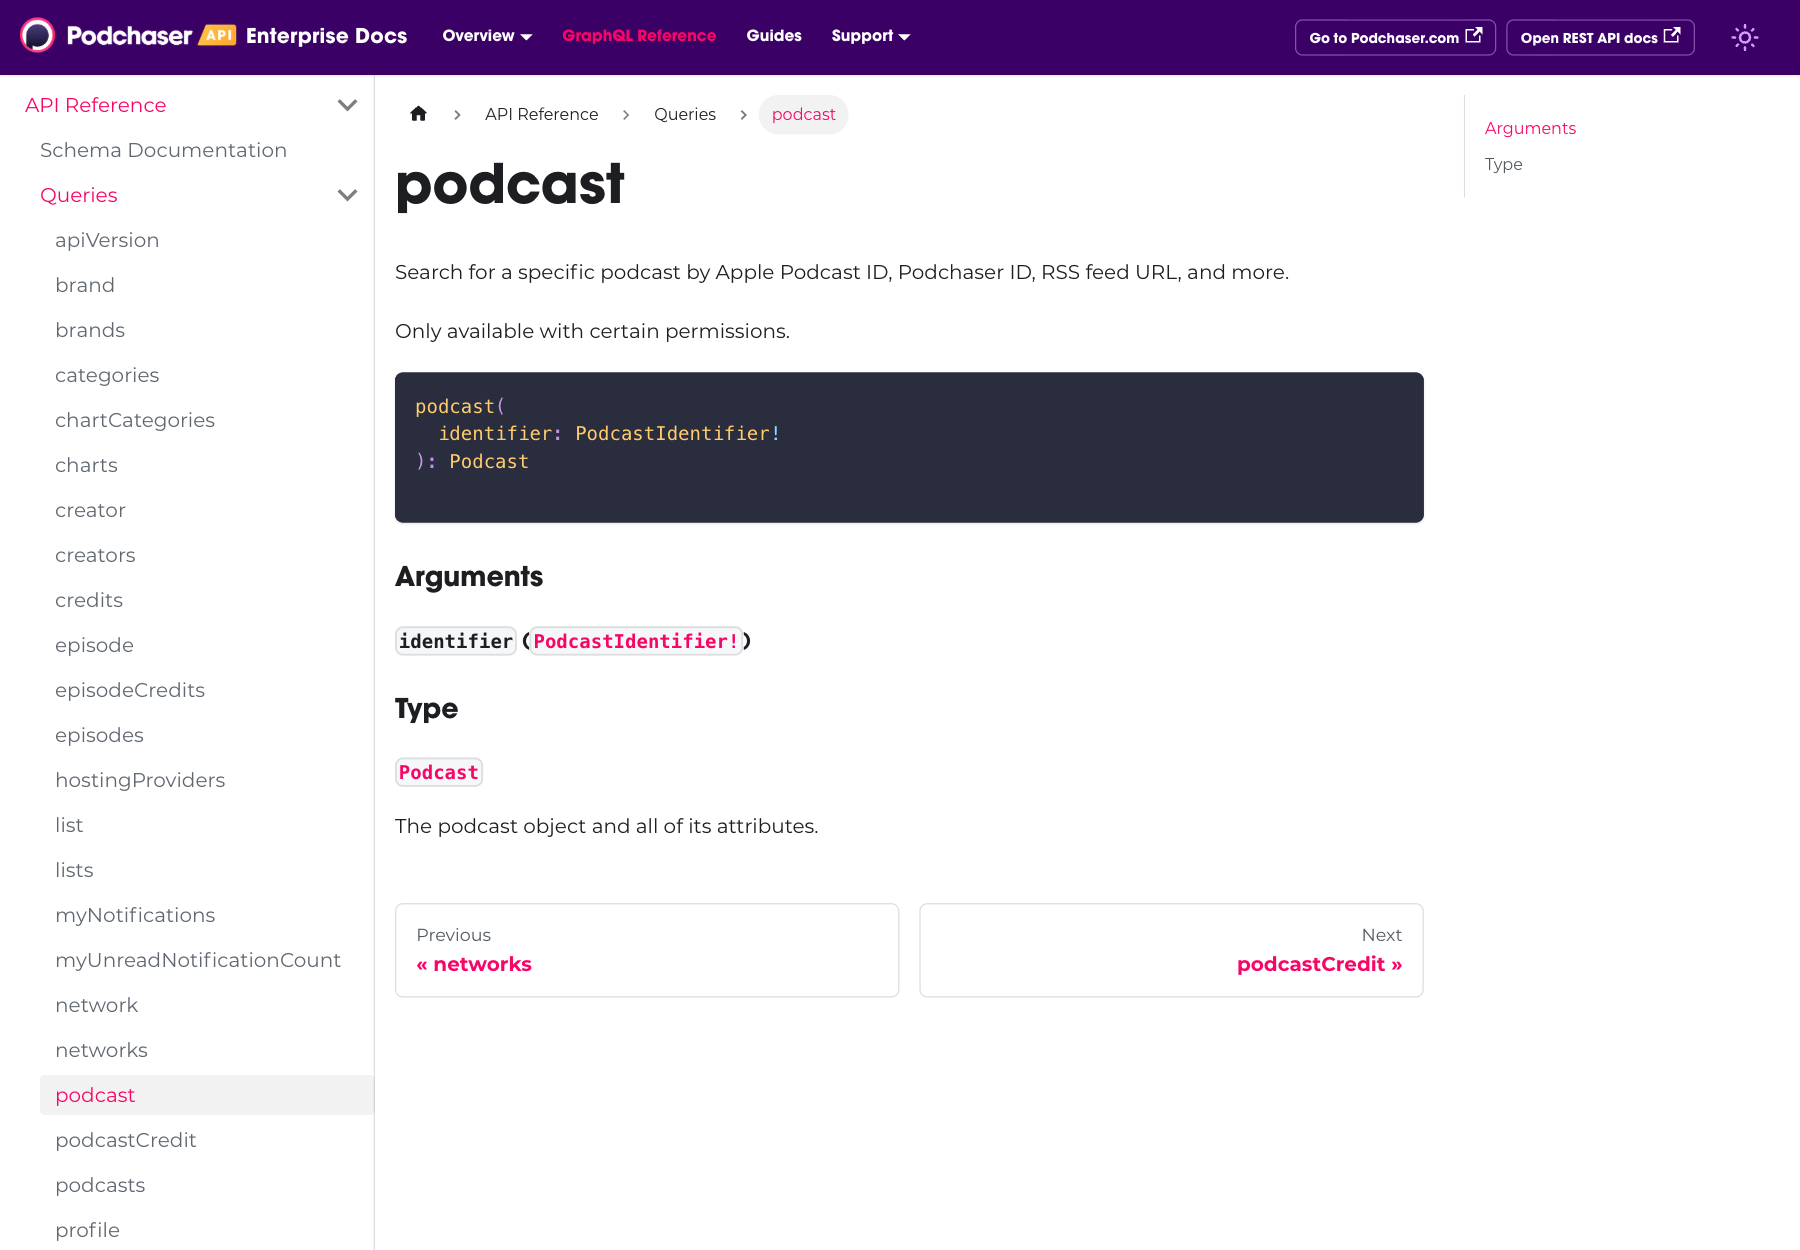 Podchaser API Enterprise Docs
Overview
GraphQL Reference
Guides
Support
Go to Podchaser.com
Open REST API docs
API Reference
Schema Documentation
Queries
apiVersion
brand
brands
categories
chartCategories
charts
creator
creators
credits
episode
episodeCredits
episodes
hostingProviders
list
lists
myNotifications
myUnreadNotificationCount
network
networks
podcast
podcastCredit
podcasts
profile
API Reference > Queries > podcast
podcast
Search for a specific podcast by Apple Podcast ID, Podchaser ID, RSS feed URL, and more.
Only available with certain permissions.
podcast(
  identifier: PodcastIdentifier!
): Podcast
Arguments
identifier (PodcastIdentifier!)
Type
Podcast
The podcast object and all of its attributes.
Previous
« networks
Next
podcastCredit »
Arguments
Type